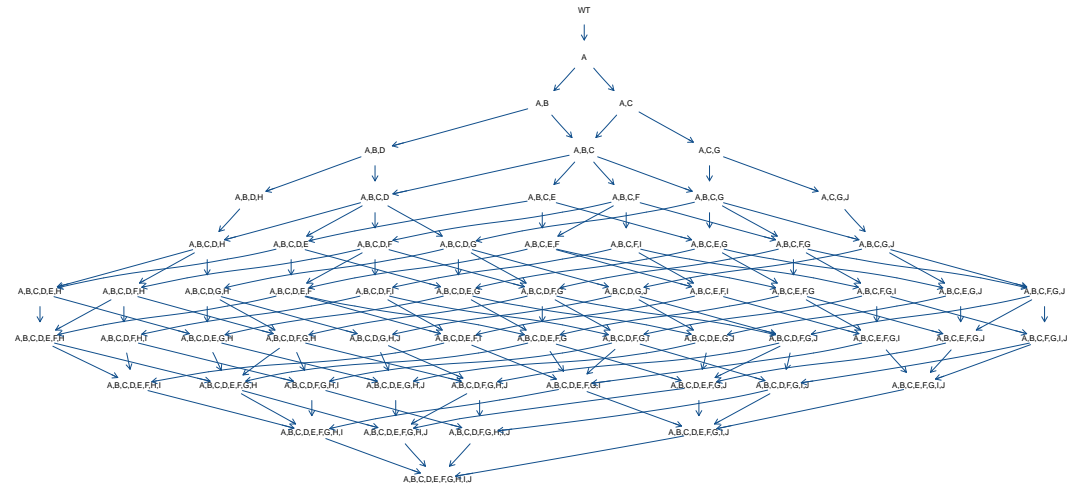 WT
A
A,B A,C
A,B,D A,B,C A,C,G
A,B,D,H A,B,C,D A,B,C,E A,B,C,F A,B,C,G A,C,G,J
A,B,C,D,H A,B,C,D,E A,B,C,D,F A,B,C,D,G A,B,C,E,F A,B,C,F,I A,B,C,E,G A,B,C,F,G A,B,C,G,J
A,B,C,D,E,H A,B,C,D,F,H A,B,C,D,G,H A,B,C,D,E,F A,B,C,D,F,I A,B,C,D,E,G A,B,C,D,F,G A,B,C,D,G,J A,B,C,E,F,I A,B,C,E,F,G A,B,C,F,G,I A,B,C,E,G,J A,B,C,F,G,J
A,B,C,D,E,F,H A,B,C,D,F,H,I A,B,C,D,E,G,H A,B,C,D,F,G,H A,B,C,D,G,H,J A,B,C,D,E,F,I A,B,C,D,E,F,G A,B,C,D,F,G,I A,B,C,D,E,G,J A,B,C,D,F,G,J A,B,C,E,F,G,I A,B,C,E,F,G,J A,B,C,F,G,I,J
A,B,C,D,E,F,H,I A,B,C,D,E,F,G,H A,B,C,D,F,G,H,I A,B,C,D,E,G,H,J A,B,C,D,F,G,H,J A,B,C,D,E,F,G,I A,B,C,D,E,F,G,J A,B,C,D,F,G,I,J A,B,C,E,F,G,I,J
A,B,C,D,E,F,G,H,I A,B,C,D,E,F,G,H,J A,B,C,D,F,G,H,I,J A,B,C,D,E,F,G,I,J
A,B,C,D,E,F,G,H,I,J